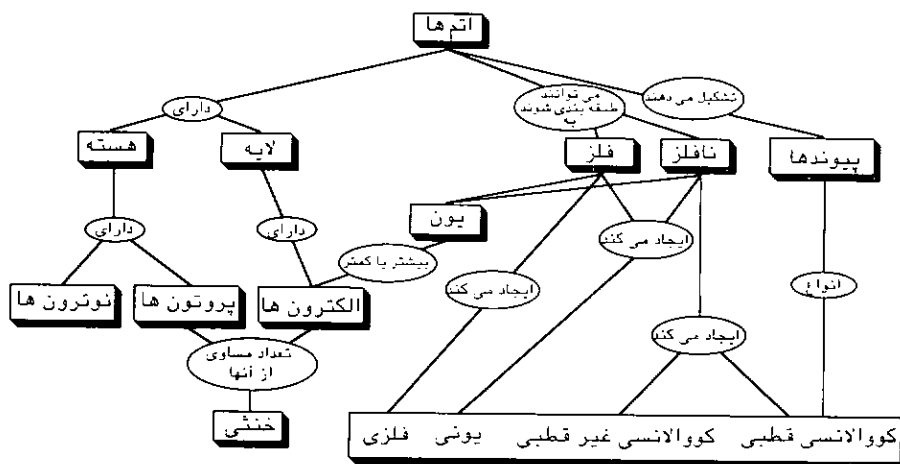 اتم ها
تشکیل می دهند
می توانند
طبقه بندی شوند
به
دارای
هسته
لایه
فلز
نافلز
پیوندها
یون
دارای
دارای
ایجاد می کند
بیشتر یا کمتر
ایجاد می کند
انواع
نوترون ها
پروتون ها
الکترون ها
ایجاد می کند
تعداد مساوی
از آنها
خنثی
کووالانسی قطبی
کووالانسی غیر قطبی
یونی
فلزی